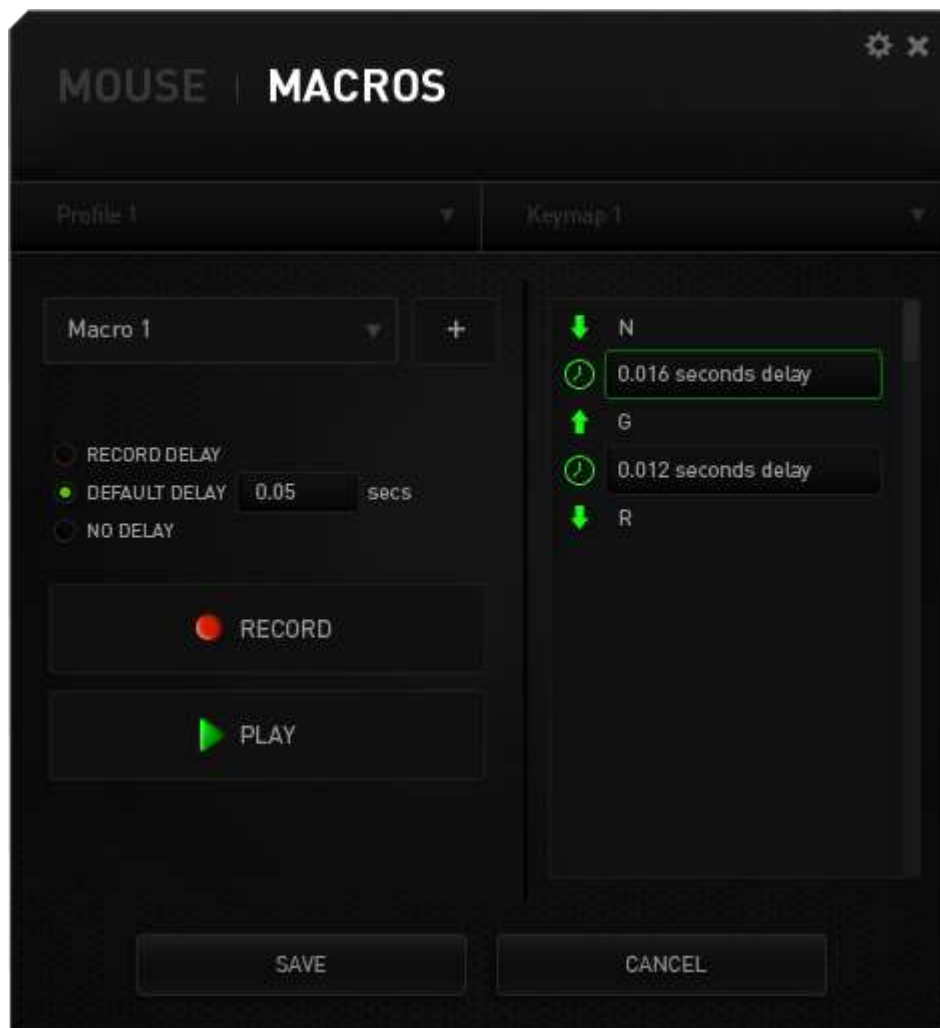 MOUSE | MACROS
Profile 1
Keymap 1
Macro 1
+
RECORD DELAY
DEFAULT DELAY 0.05 secs
NO DELAY
RECORD
PLAY
N
0.016 seconds delay
G
0.012 seconds delay
R
SAVE
CANCEL